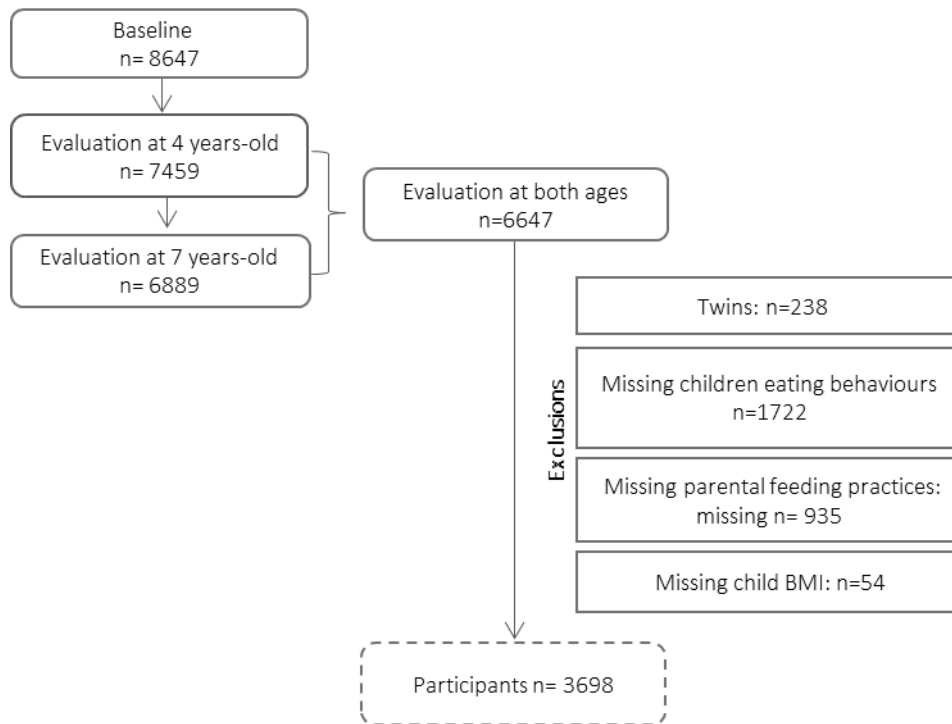 Baseline
n= 8647
Evaluation at 4 years-old
n= 7459
Evaluation at 7 years-old
n= 6889
Evaluation at both ages
n=6647
Exclusions
Twins: n=238
Missing children eating behaviours
n=1722
Missing parental feeding practices:
missing n= 935
Missing child BMI: n=54
Participants n= 3698